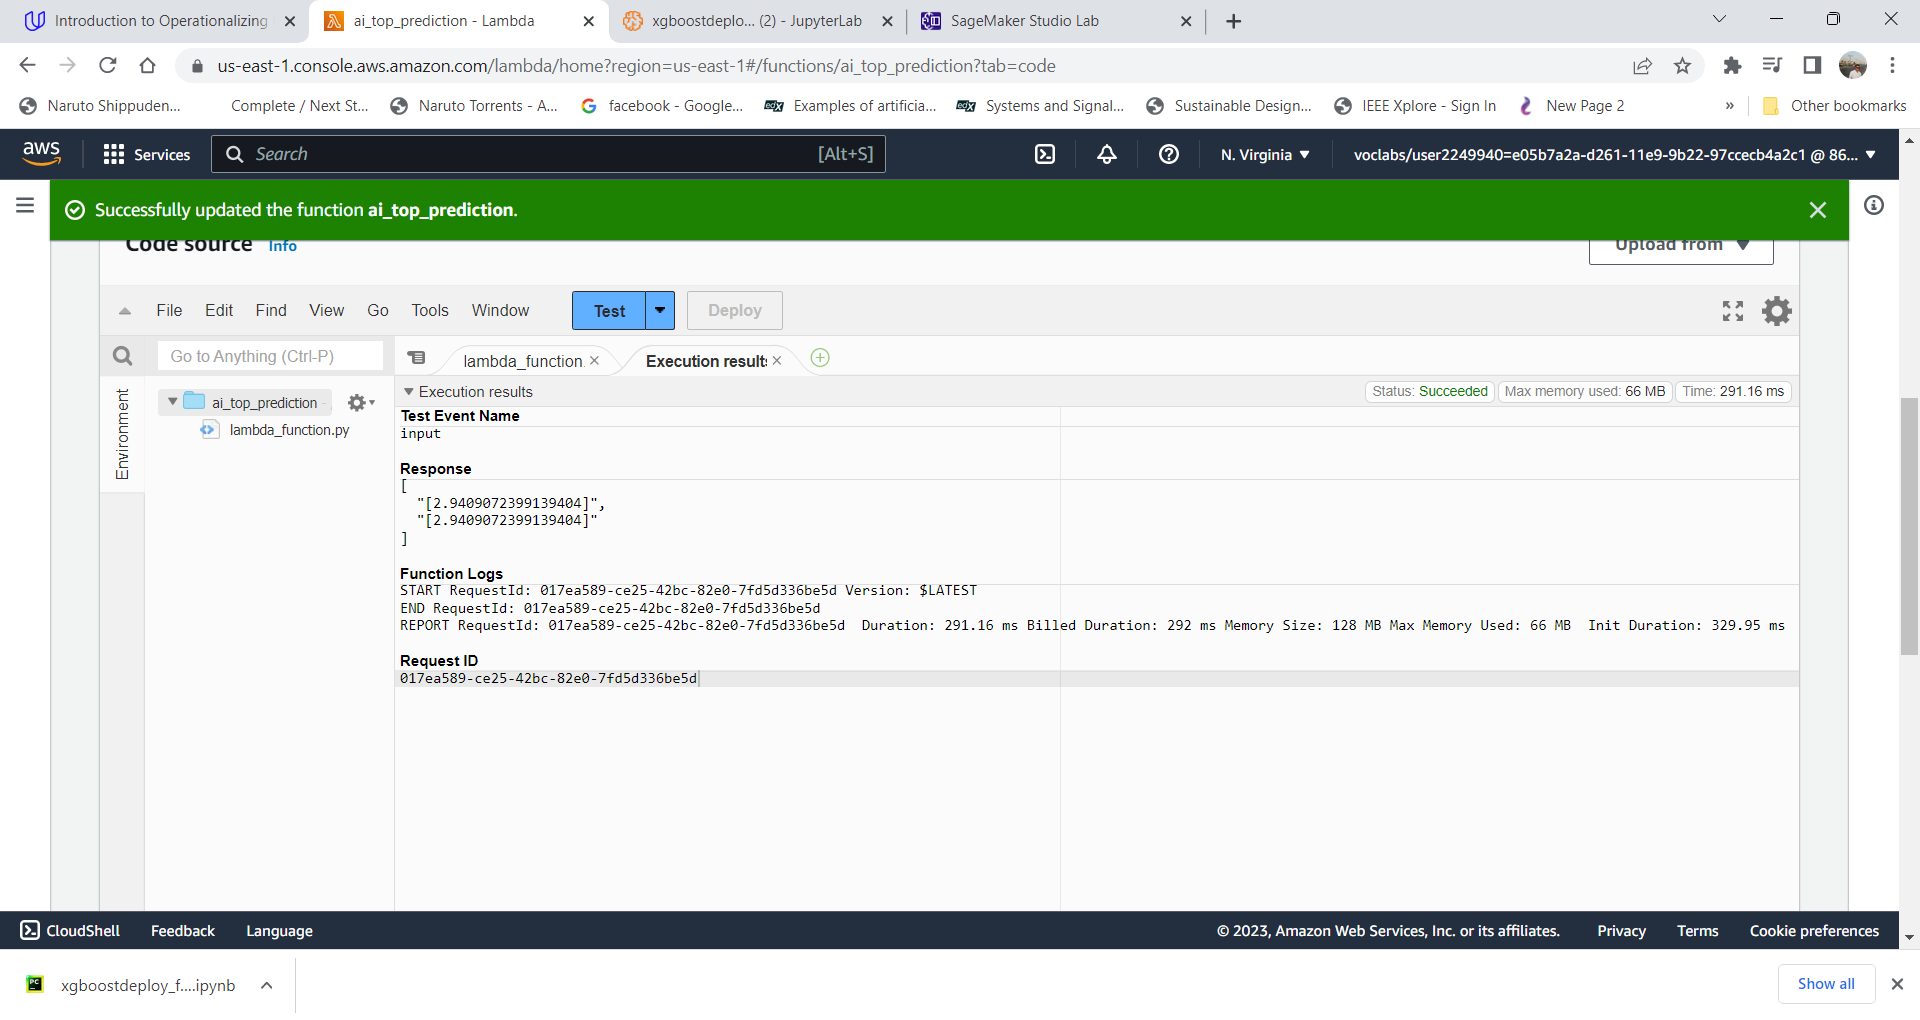 Introduction to Operationalizing
ai_top_prediction - Lambda
xgboostdeplo... (2) - JupyterLab
SageMaker Studio Lab
us-east-1.console.aws.amazon.com/lambda/home?region=us-east-1#/functions/ai_top_prediction?tab=code
Naruto Shippuden...
Complete / Next St...
Naruto Torrents - A...
facebook - Google...
edX
Examples of artificia...
edX
Systems and Signal...
Sustainable Design...
IEEE Xplore - Sign In
New Page 2
»
Other bookmarks
aws
Services
Search
[Alt+S]
N. Virginia
voclabs/user2249940=e05b7a2a-d261-11e9-9b22-97ccecb4a2c1 @ 86...
Successfully updated the function ai_top_prediction.
Code source Info
Upload from
File Edit Find View Go Tools Window
Test
Deploy
Go to Anything (Ctrl-P)
lambda_function.
Execution results
Environment
ai_top_prediction -
lambda_function.py
Execution results
Status: Succeeded
Max memory used: 66 MB
Time: 291.16 ms
Test Event Name
input
Response
[
"[2.9409072399139404]",
"[2.9409072399139404]"
]
Function Logs
START RequestId: 017ea589-ce25-42bc-82e0-7fd5d336be5d Version: $LATEST
END RequestId: 017ea589-ce25-42bc-82e0-7fd5d336be5d
REPORT RequestId: 017ea589-ce25-42bc-82e0-7fd5d336be5d Duration: 291.16 ms Billed Duration: 292 ms Memory Size: 128 MB Max Memory Used: 66 MB Init Duration: 329.95 ms
Request ID
017ea589-ce25-42bc-82e0-7fd5d336be5d
CloudShell
Feedback
Language
© 2023, Amazon Web Services, Inc. or its affiliates.
Privacy
Terms
Cookie preferences
PC
xgboostdeploy_f....ipynb
Show all